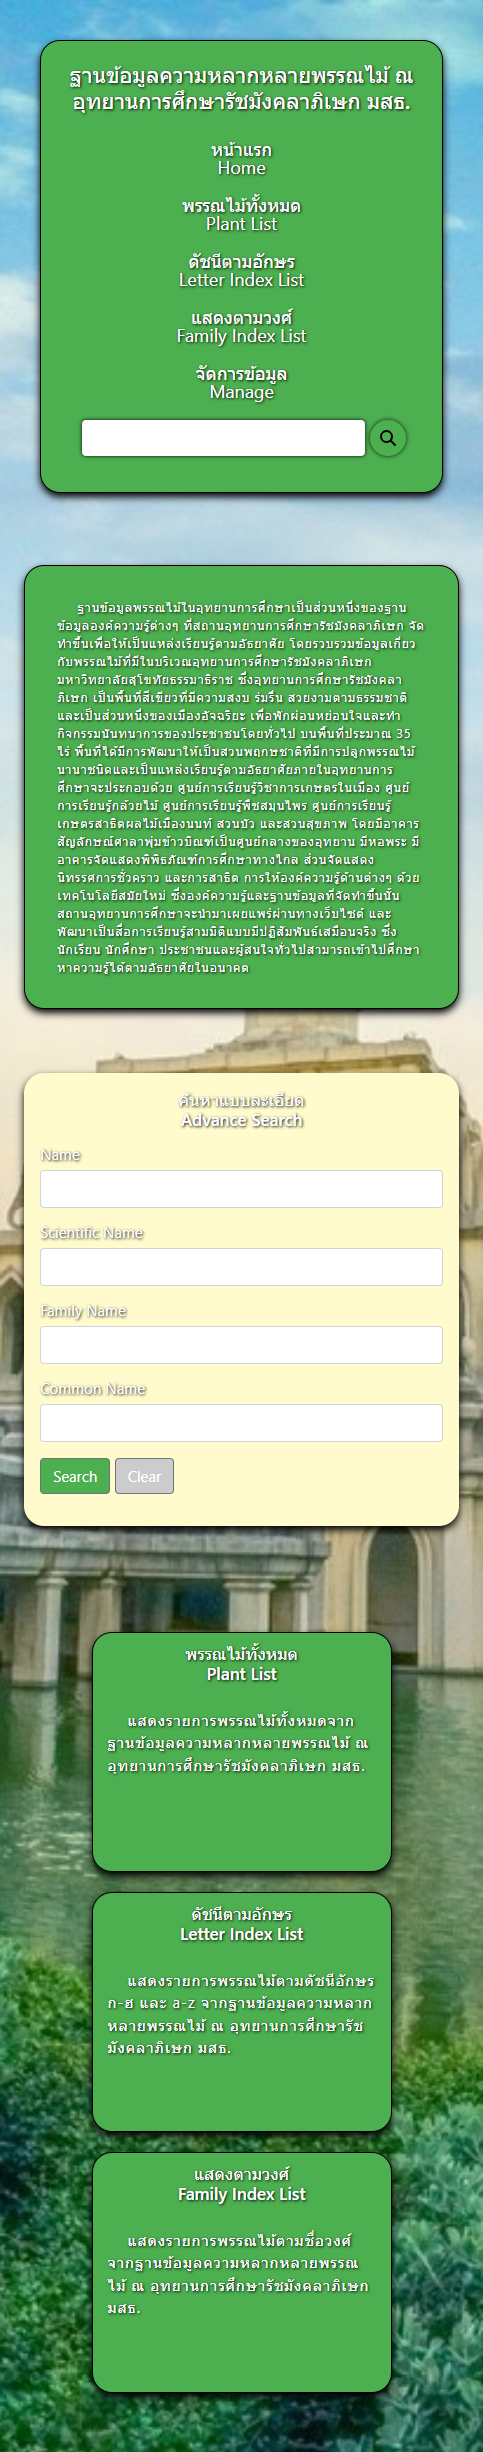 ฐานข้อมูลความหลากหลายพรรณไม้ ณ
อุทยานการศึกษารัชมังคลาภิเษก มสธ.
หน้าแรก
Home
พรรณไม้ทั้งหมด
Plant List
ดัชนีตามอักษร
Letter Index List
แสดงตามวงศ์
Family Index List
จัดการข้อมูล
Manage
ฐานข้อมูลพรรณไม้ในอุทยานการศึกษาเป็นส่วนหนึ่งของฐาน
ข้อมูลองค์ความรู้ต่างๆ ที่สถานอุทยานการศึกษารัชมังคลาภิเษก จัด
ทำขึ้นเพื่อให้เป็นแหล่งเรียนรู้ตามอัธยาศัย โดยรวบรวมข้อมูลเกี่ยว
กับพรรณไม้ที่มีในบริเวณอุทยานการศึกษารัชมังคลาภิเษก
มหาวิทยาลัยสุโขทัยธรรมาธิราช ซึ่งอุทยานการศึกษารัชมังคลา
ภิเษก เป็นพื้นที่สีเขียวที่มีความสงบ ร่มรื่น สวยงามตามธรรมชาติ
และเป็นส่วนหนึ่งของเมืองอัจฉริยะ เพื่อพักผ่อนหย่อนใจและทำ
กิจกรรมนันทนาการของประชาชนโดยทั่วไป บนพื้นที่ประมาณ 35
ไร่ พื้นที่ได้มีการพัฒนาให้เป็นสวนพฤกษชาติที่มีการปลูกพรรณไม้
นานาชนิดและเป็นแหล่งเรียนรู้ตามอัธยาศัยภายในอุทยานการ
ศึกษาจะประกอบด้วย ศูนย์การเรียนรู้วิชาการเกษตรในเมือง ศูนย์
การเรียนรู้กล้วยไม้ ศูนย์การเรียนรู้พืชสมุนไพร ศูนย์การเรียนรู้
เกษตรสาธิตผลไม้เมืองนนท์ สวนบัว และสวนสุขภาพ โดยมีอาคาร
สัญลักษณ์ศาลาพุ่มข้าวบิณฑ์เป็นศูนย์กลางของอุทยาน มีหอพระ มี
อาคารจัดแสดงพิพิธภัณฑ์การศึกษาทางไกล ส่วนจัดแสดง
นิทรรศการชั่วคราว และการสาธิต การให้องค์ความรู้ด้านต่างๆ ด้วย
เทคโนโลยีสมัยใหม่ ซึ่งองค์ความรู้และฐานข้อมูลที่จัดทำขึ้นนั้น
สถานอุทยานการศึกษาจะนำมาเผยแพร่ผ่านทางเว็บไซต์ และ
พัฒนาเป็นสื่อการเรียนรู้สามมิติแบบมีปฏิสัมพันธ์เสมือนจริง ซึ่ง
นักเรียน นักศึกษา ประชาชนและผู้สนใจทั่วไปสามารถเข้าไปศึกษา
หาความรู้ได้ตามอัธยาศัยในอนาคต
ค้นหาแบบละเอียด
Advance Search
Name
Scientific Name
Family Name
Common Name
Search Clear
พรรณไม้ทั้งหมด
Plant List
แสดงรายการพรรณไม้ทั้งหมดจาก
ฐานข้อมูลความหลากหลายพรรณไม้ ณ
อุทยานการศึกษารัชมังคลาภิเษก มสธ.
ดัชนีตามอักษร
Letter Index List
แสดงรายการพรรณไม้ตามดัชนีอักษร
ก-ฮ และ a-z จากฐานข้อมูลความหลาก
หลายพรรณไม้ ณ อุทยานการศึกษารัช
มังคลาภิเษก มสธ.
แสดงตามวงศ์
Family Index List
แสดงรายการพรรณไม้ตามชื่อวงศ์
จากฐานข้อมูลความหลากหลายพรรณ
ไม้ ณ อุทยานการศึกษารัชมังคลาภิเษก
มสธ.